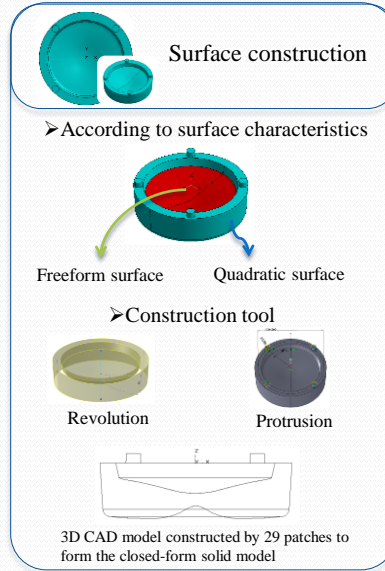 Surface construction
➢According to surface characteristics
Freeform surface
Quadratic surface
➢Construction tool
Revolution
Protrusion
3D CAD model constructed by 29 patches to
form the closed-form solid model